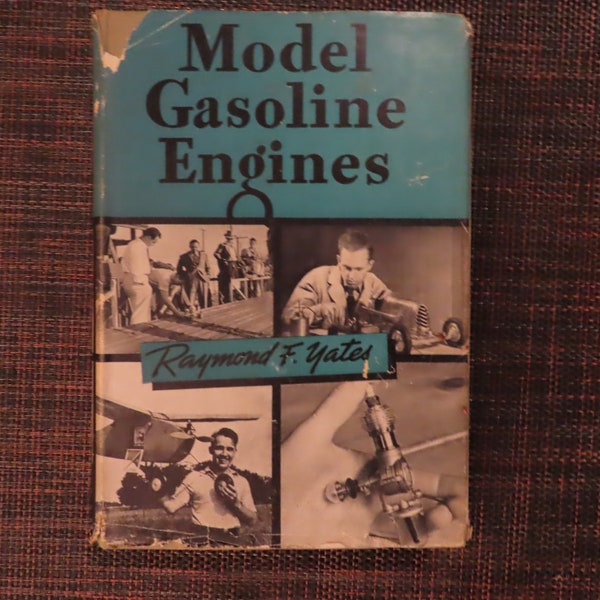 Model
Gasoline
Engines
Raymond F. Yates